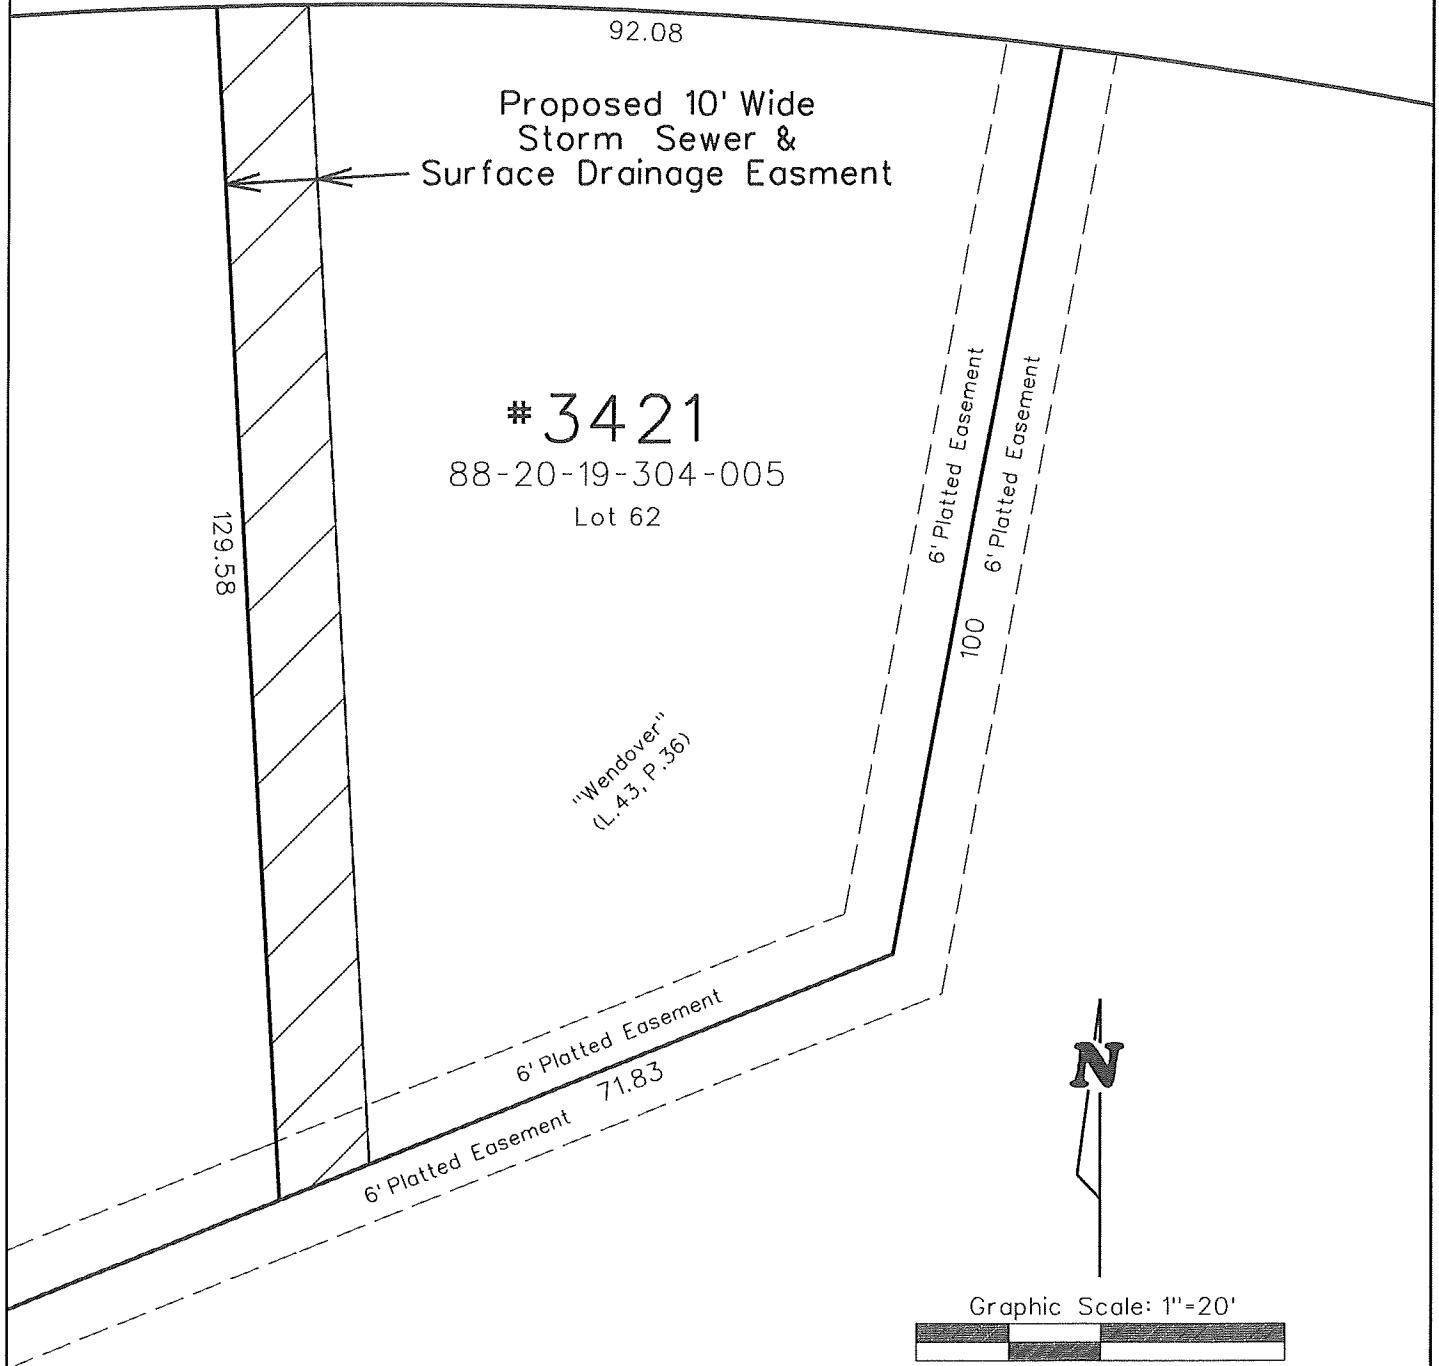 92.08
Proposed 10' Wide
Storm Sewer &
Surface Drainage Easment
#3421
88-20-19-304-005
Lot 62
129.58
6' Platted Easement
6' Platted Easement
100
"Wendover"
(L.43, P.36)
6' Platted Easement
71.83
6' Platted Easement
N
Graphic Scale: 1"=20'